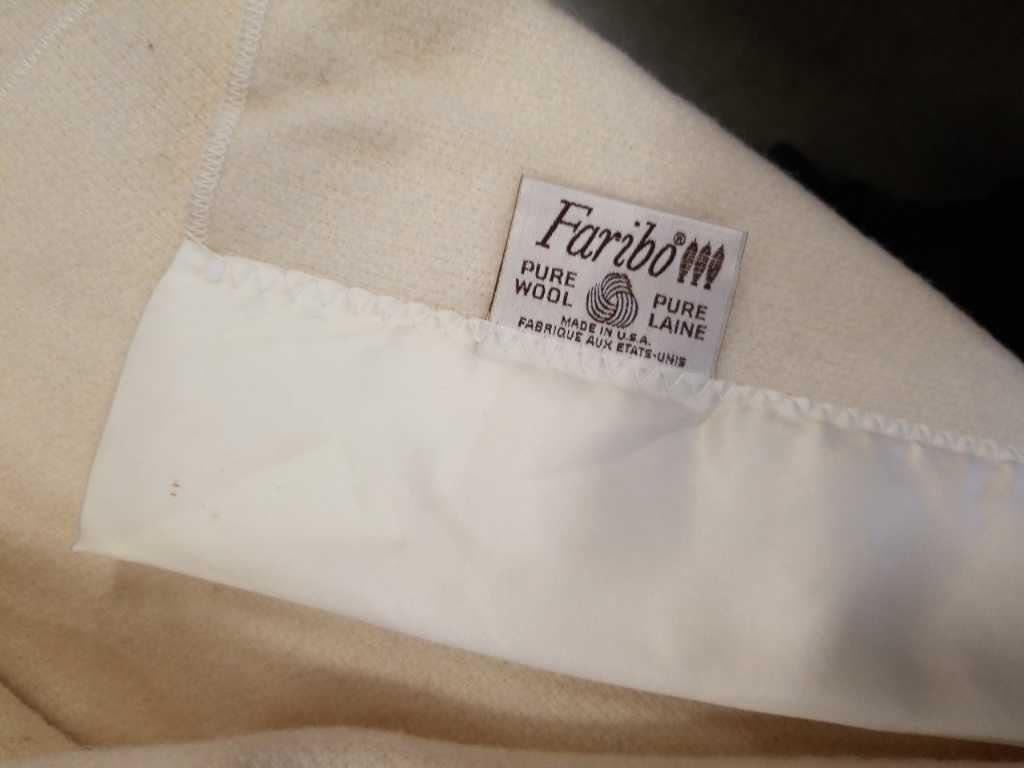 Faribo®
PURE WOOL
PURE LAINE
MADE IN U.S.A.
FABRIQUE AUX ETATS-UNIS